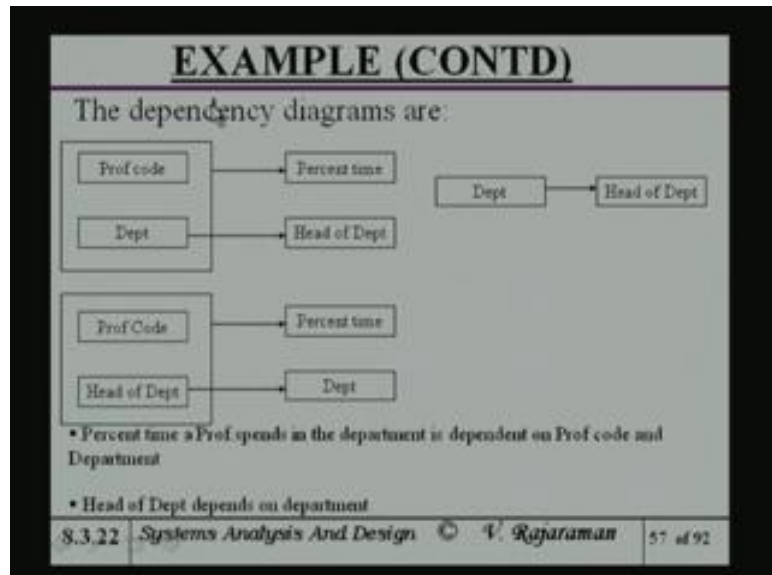 EXAMPLE (CONTD)
The dependency diagrams are:
Prof code
Percent time
Dept
Head of Dept
Dept
Head of Dept
Prof Code
Percent time
Head of Dept
Dept
• Percent time a Prof. spends in the department is dependent on Prof code and
Department
• Head of Dept depends on department
8.3.22 Systems Analysis And Design © V. Rajaraman 57 of 92